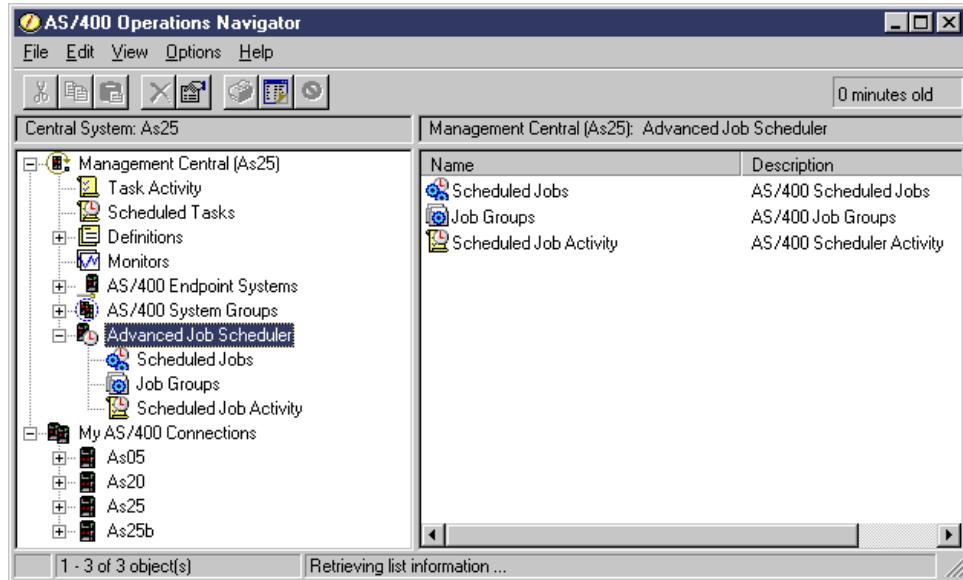 AS/400 Operations Navigator
File Edit View Options Help
0 minutes old
Central System: As25
Management Central (As25): Advanced Job Scheduler
Management Central (As25)
Task Activity
Scheduled Tasks
Definitions
Monitors
AS/400 Endpoint Systems
AS/400 System Groups
Advanced Job Scheduler
Scheduled Jobs
Job Groups
Scheduled Job Activity
My AS/400 Connections
As05
As20
As25
As25b
Name Description
Scheduled Jobs AS/400 Scheduled Jobs
Job Groups AS/400 Job Groups
Scheduled Job Activity AS/400 Scheduler Activity
1 - 3 of 3 object(s) Retrieving list information ...